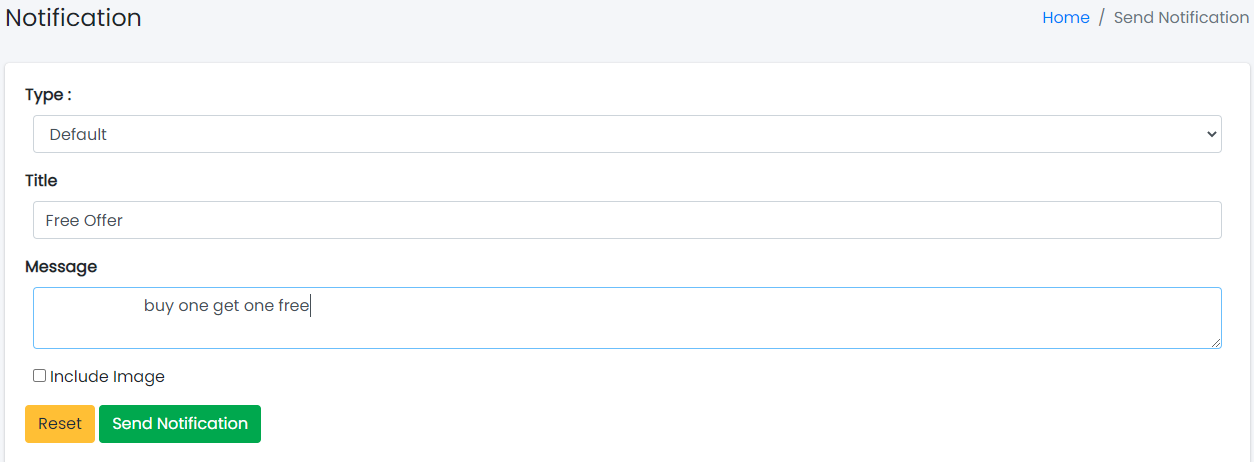 Notification
Home / Send Notification
Type :
Default
Title
Free Offer
Message
buy one get one free
Include Image
Reset Send Notification